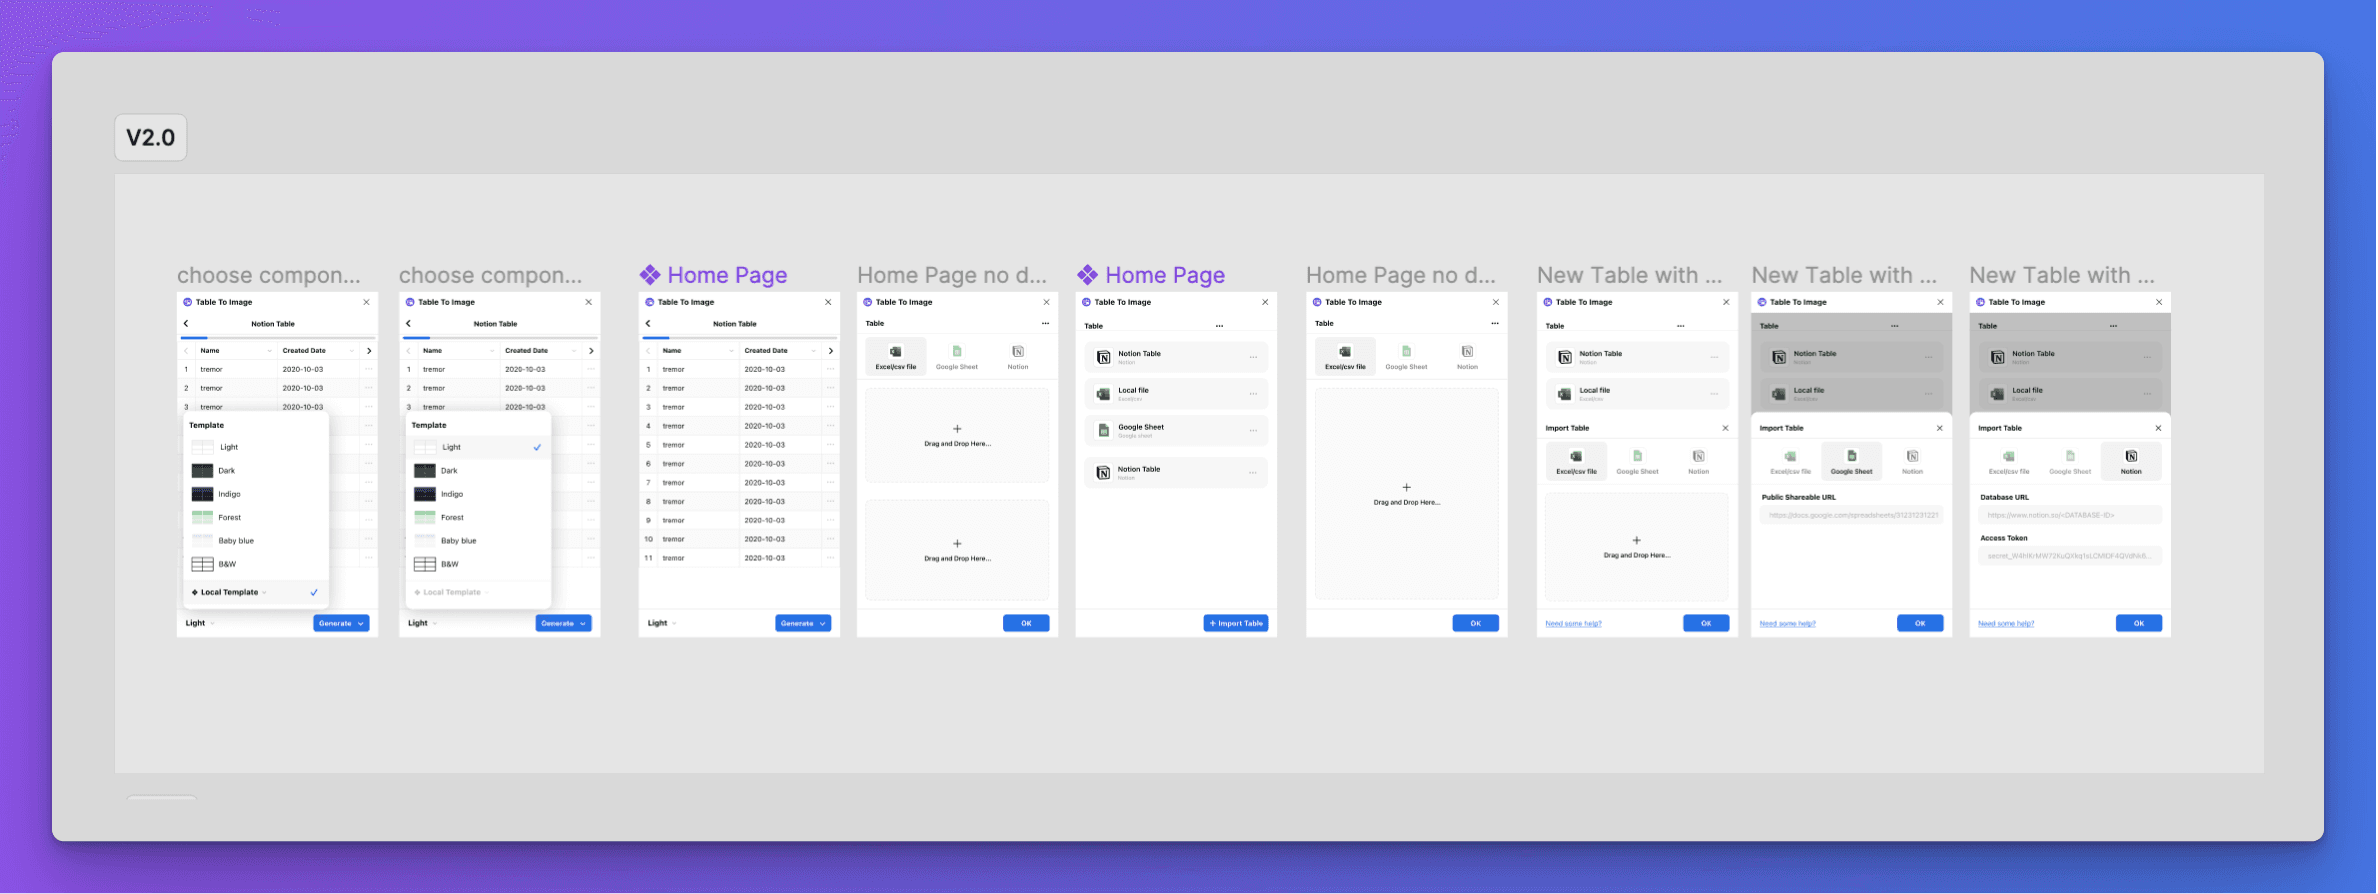 V2.0
choose compon...
Table To Image
Notion Table
Name
Created Date
1 tremor 2020-10-03
2 tremor 2020-10-03
3 tremor 2020-10-03
Template
Light
Dark
Indigo
Forest
Baby blue
B&W
Local Template
Light
Generate
choose compon...
Table To Image
Notion Table
Name
Created Date
1 tremor 2020-10-03
2 tremor 2020-10-03
3 tremor 2020-10-03
Template
Light
Dark
Indigo
Forest
Baby blue
B&W
Local Template
Light
Generate
Home Page
Table To Image
Notion Table
Name
Created Date
1 tremor 2020-10-03
2 tremor 2020-10-03
3 tremor 2020-10-03
4 tremor 2020-10-03
5 tremor 2020-10-03
6 tremor 2020-10-03
7 tremor 2020-10-03
8 tremor 2020-10-03
9 tremor 2020-10-03
10 tremor 2020-10-03
11 tremor 2020-10-03
Light
Generate
Home Page no d...
Table To Image
Table
Excel/csv file
Google Sheet
Notion
Drag and Drop Here...
Drag and Drop Here...
OK
Home Page
Table To Image
Table
Notion Table
Notion
Local file
Excel/csv
Google Sheet
Google sheet
Notion Table
Notion
+ Import Table
Home Page no d...
Table To Image
Table
Excel/csv file
Google Sheet
Notion
Drag and Drop Here...
OK
New Table with ...
Table To Image
Table
Notion Table
Notion
Local file
Excel/csv
Import Table
Excel/csv file
Google Sheet
Notion
Drag and Drop Here...
Need some help?
OK
New Table with ...
Table To Image
Table
Notion Table
Notion
Local file
Excel/csv
Import Table
Excel/csv file
Google Sheet
Notion
Public Shareable URL
https://docs.google.com/spreadsheets/31231291221
Need some help?
OK
New Table with ...
Table To Image
Table
Notion Table
Notion
Local file
Excel/csv
Import Table
Excel/csv file
Google Sheet
Notion
Database URL
https://www.notion.so/<DATABASE-ID>
Access Token
Need some help?
OK